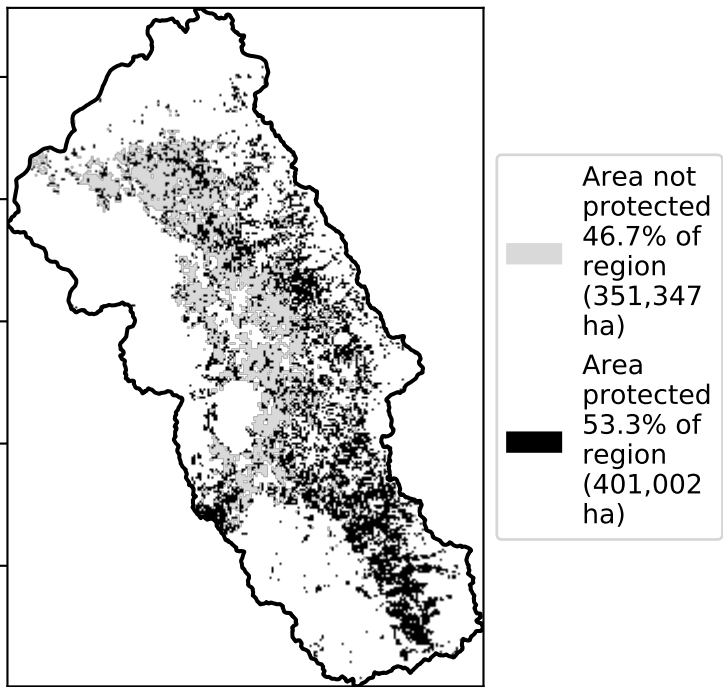 Area not
protected
46.7% of
region
(351,347
ha)
Area
protected
53.3% of
region
(401,002
ha)